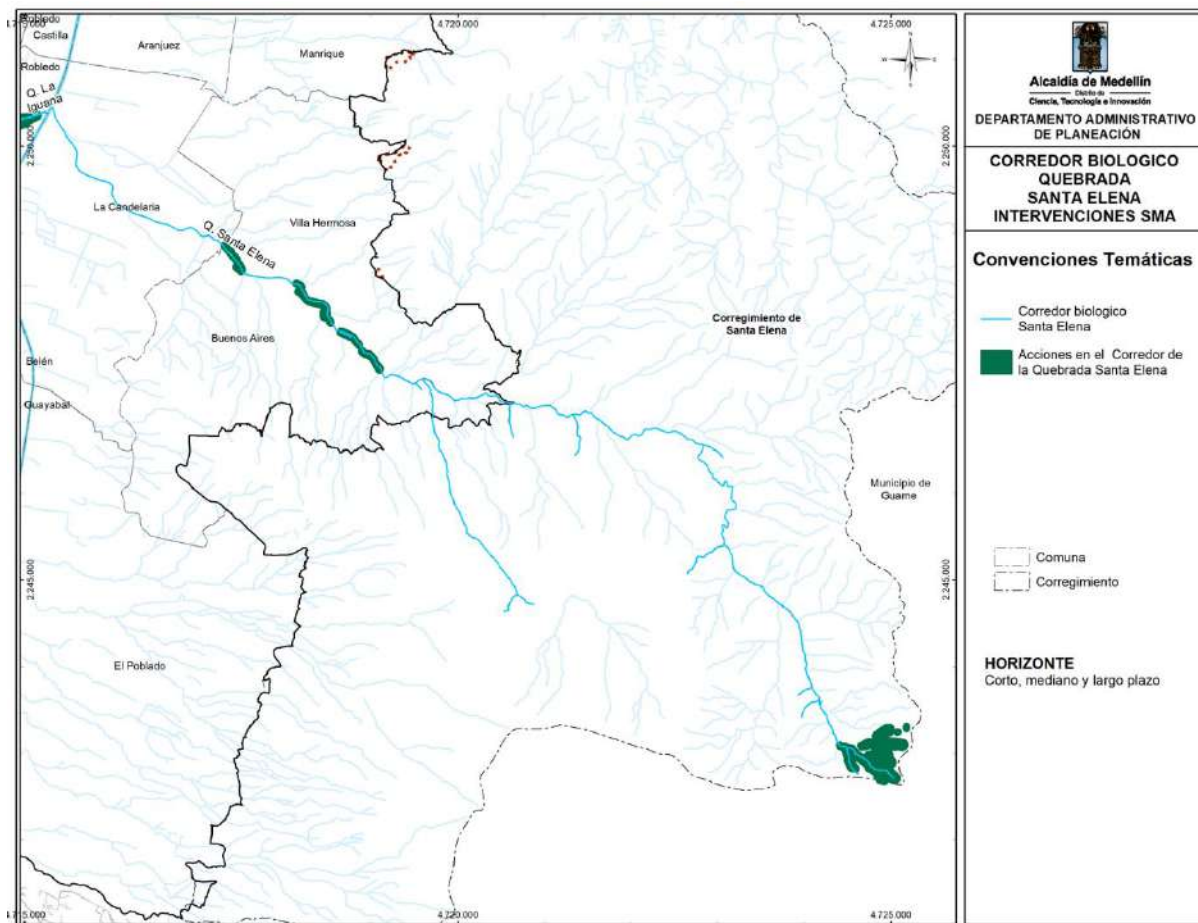 4.715.000
4.720.000
4.725.000
Robledo
Castilla
Aranjuez
Manrique
Robledo
Q. La
Iguana
2.250.000
2.250.000
La Candelaria
Villa Hermosa
Q. Santa Elena
Buenos Aires
Corregimiento de
Santa Elena
Belén
Guayabal
Municipio de
Guarne
2.245.000
2.245.000
El Poblado
4.715.000
4.720.000
4.725.000
N
W
E
S
Alcaldía de Medellín
Distrito de
Ciencia, Tecnología e Innovación
DEPARTAMENTO ADMINISTRATIVO
DE PLANEACIÓN
CORREDOR BIOLOGICO
QUEBRADA
SANTA ELENA
INTERVENCIONES SMA
Convenciones Temáticas
Corredor biologico
Santa Elena
Acciones en el Corredor de
la Quebrada Santa Elena
Comuna
Corregimiento
HORIZONTE
Corto, mediano y largo plazo